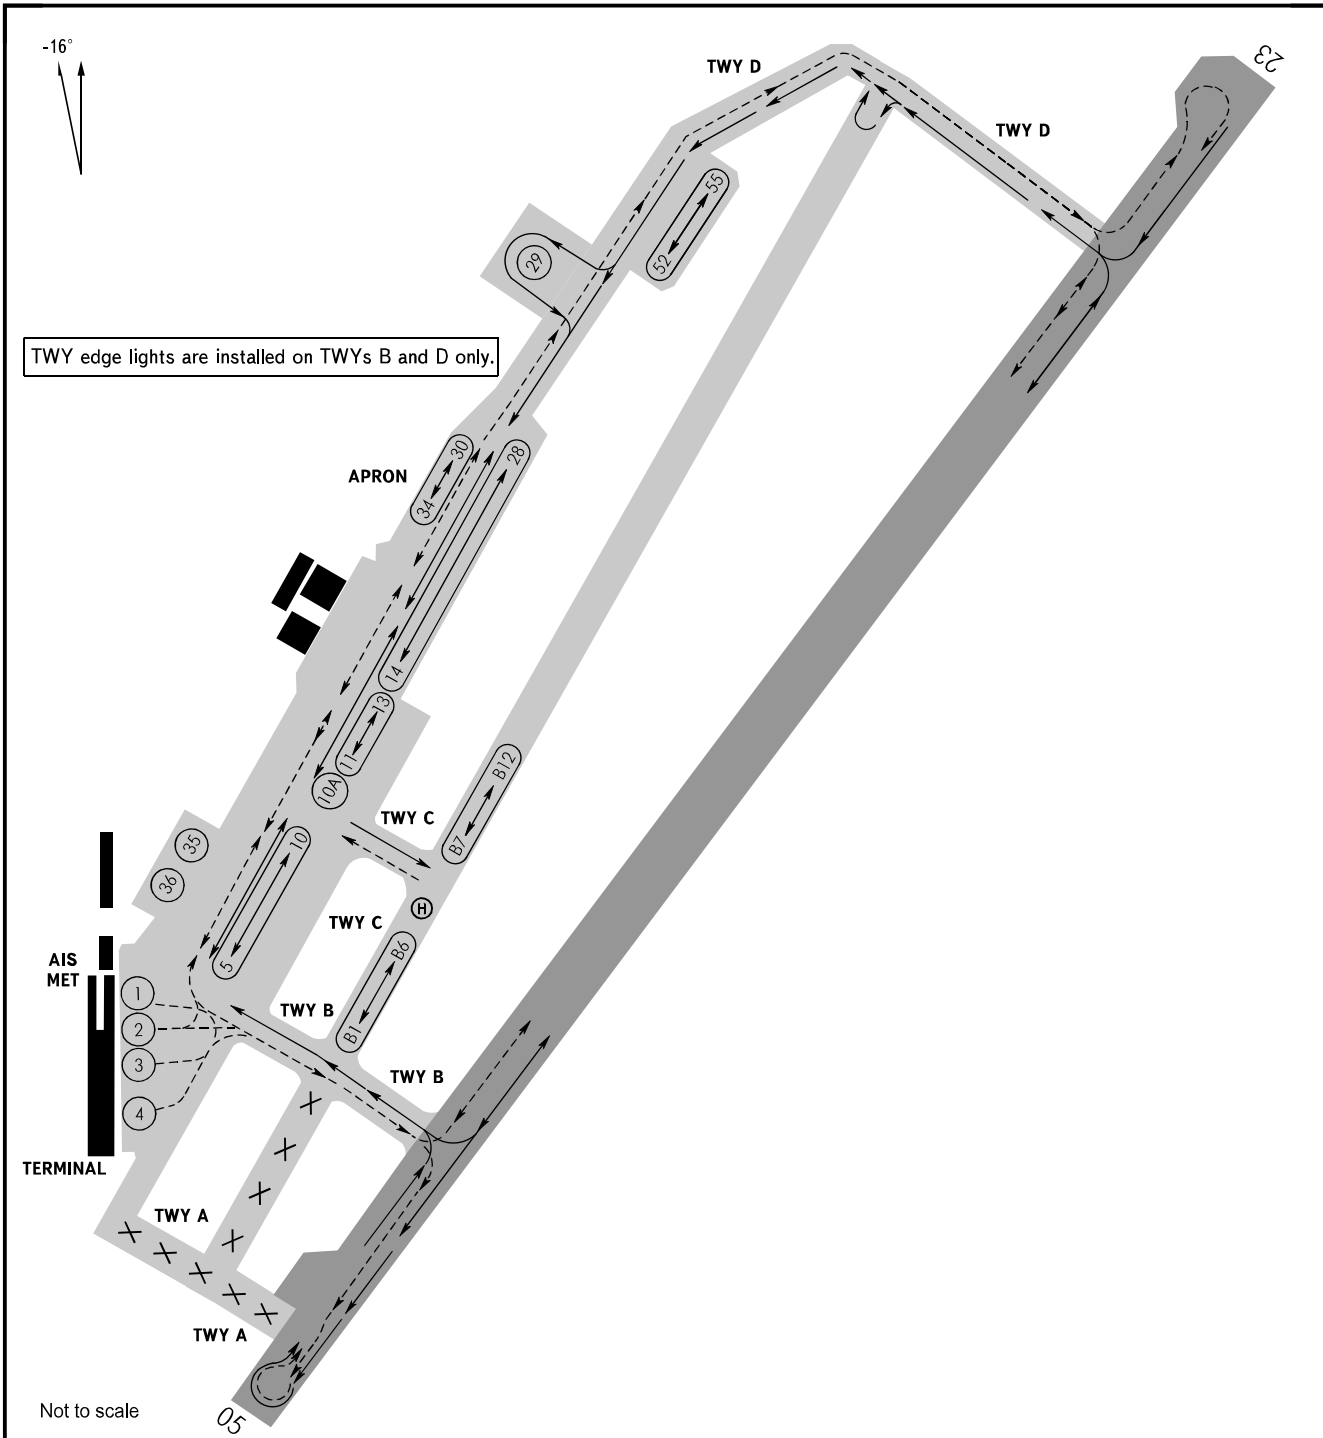 -16°
23
TWY D
TWY D
55
52
29
TWY edge lights are installed on TWYs B and D only.
30
28
APRON
34
14
13
11
10A
TWY C
B12
B7
10
35
36
H
TWY C
B6
5
AIS
MET
1
TWY B
2
B1
3
TWY B
4
TERMINAL
TWY A
TWY A
Not to scale
05